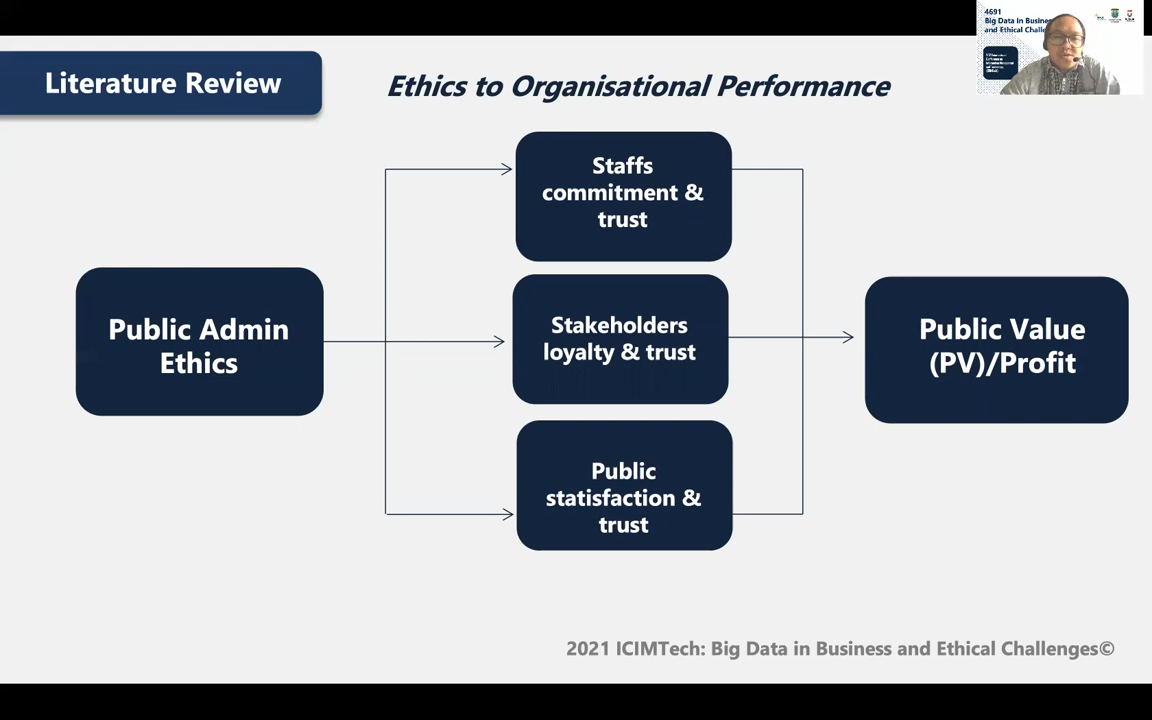 4691
Big Data in Busine
and Ethical Challe
Literature Review
Ethics to Organisational Performance
Staffs
commitment &
trust
Public Admin
Ethics
Stakeholders
loyalty & trust
Public Value
(PV)/Profit
Public
statisfaction &
trust
2021 ICIMTech: Big Data in Business and Ethical Challenges©